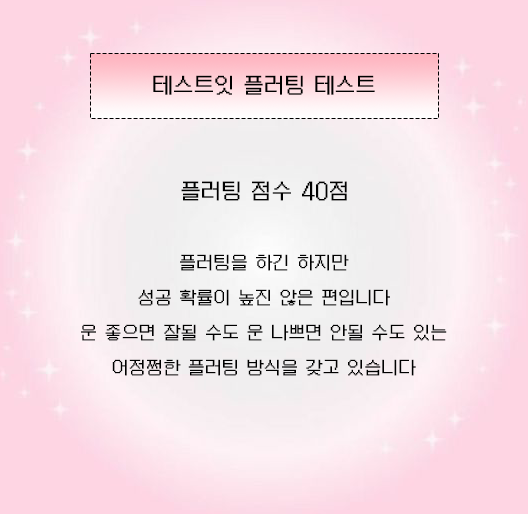 테스트잇 플러팅 테스트
플러팅 점수 40점
플러팅을 하긴 하지만
성공 확률이 높진 않은 편입니다
운 좋으면 잘될 수도 운 나쁘면 안될 수도 있는
어정쩡한 플러팅 방식을 갖고 있습니다